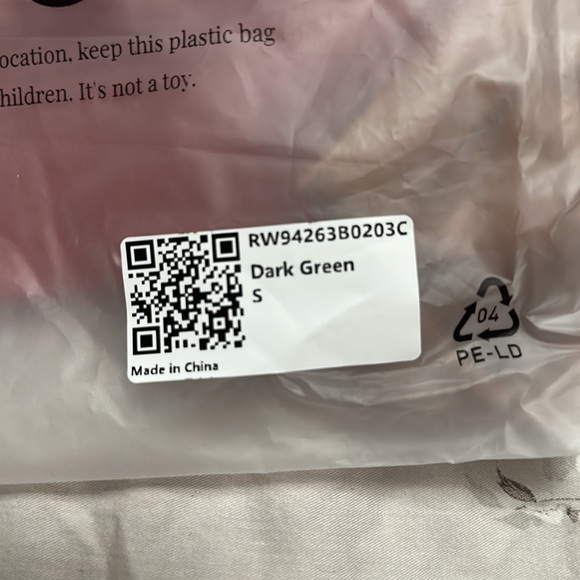 ocation, keep this plastic bag
hildren. It's not a toy.
RW94263B0203C
Dark Green
S
Made in China
04
PE-LD